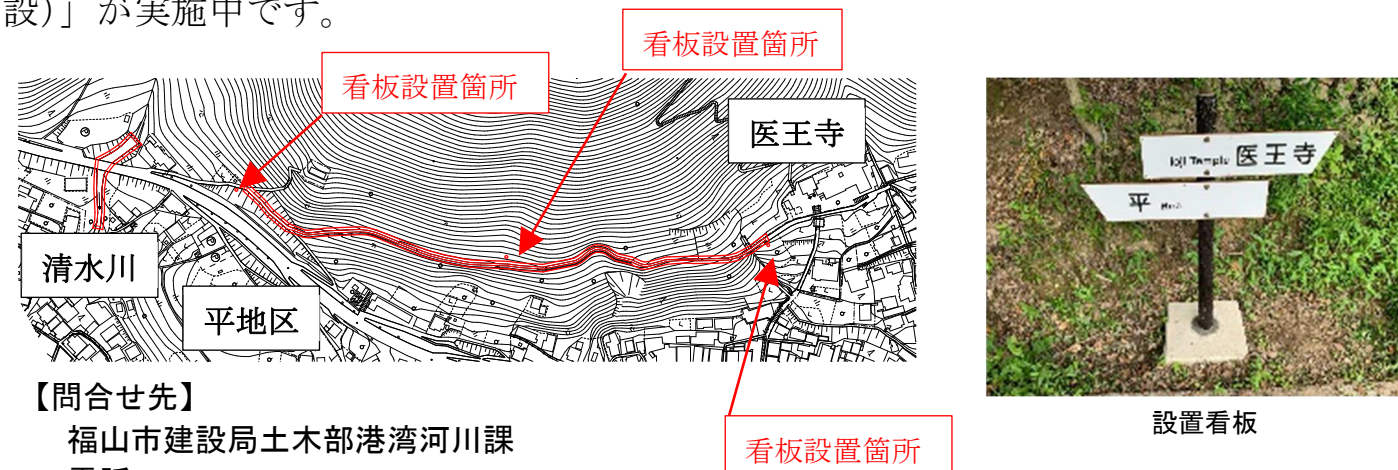 設)」が実施中です。
看板設置箇所
看板設置箇所
医王寺
清水川
平地区
看板設置箇所
Ioji Temple 医王寺
平
設置看板
【問合せ先】
福山市建設局土木部港湾河川課